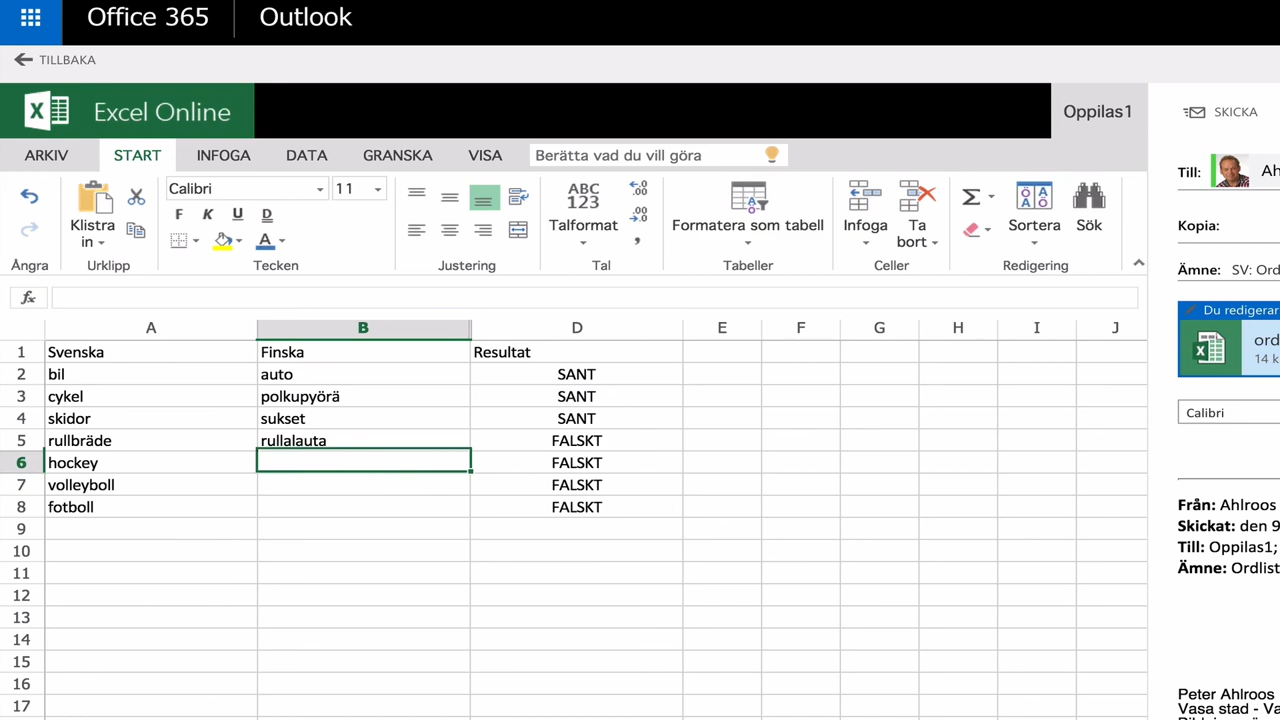 Office 365 Outlook
TILLBAKA
Excel Online Oppilas1 SKICKA
ARKIV START INFOGA DATA GRANSKA VISA Berätta vad du vill göra
Till:
Calibri 11 ABC 123
F K U D
Klistra in Talformat Formatera som tabell Infoga Ta bort Sortera Sök
Kopia:
Ångra Urklipp Tecken Justering Tal Tabeller Celler Redigering
Ämne: SV: Ord
fx
Du redigerar
A B D E F G H I J
ord
14 k
1 Svenska Finska Resultat
2 bil auto SANT
3 cykel polkupyörä SANT
4 skidor sukset SANT
Calibri
5 rullbräde rullalauta FALSKT
6 hockey FALSKT
7 volleyboll FALSKT
8 fotboll FALSKT
9
10
11
12
13
14
15
16
17
Från: Ahlroos
Skickat: den 9
Till: Oppilas1;
Ämne: Ordlist
Peter Ahlroos
Vasa stad - Va